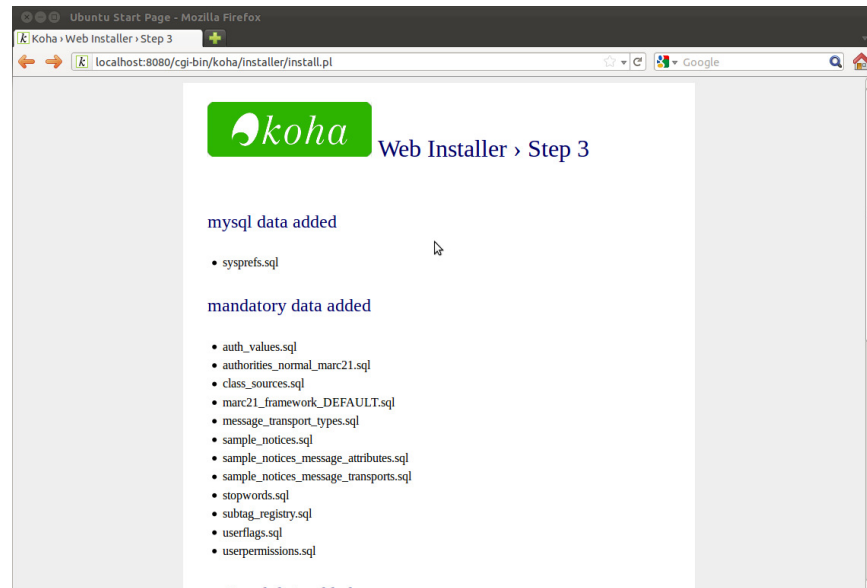 Ubuntu Start Page - Mozilla Firefox
Koha › Web Installer › Step 3
localhost:8080/cgi-bin/koha/installer/install.pl
Google
koha Web Installer › Step 3
mysql data added
sysprefs.sql
mandatory data added
auth_values.sql
authorities_normal_marc21.sql
class_sources.sql
marc21_framework_DEFAULT.sql
message_transport_types.sql
sample_notices.sql
sample_notices_message_attributes.sql
sample_notices_message_transports.sql
stopwords.sql
subtag_registry.sql
userflags.sql
userpermissions.sql